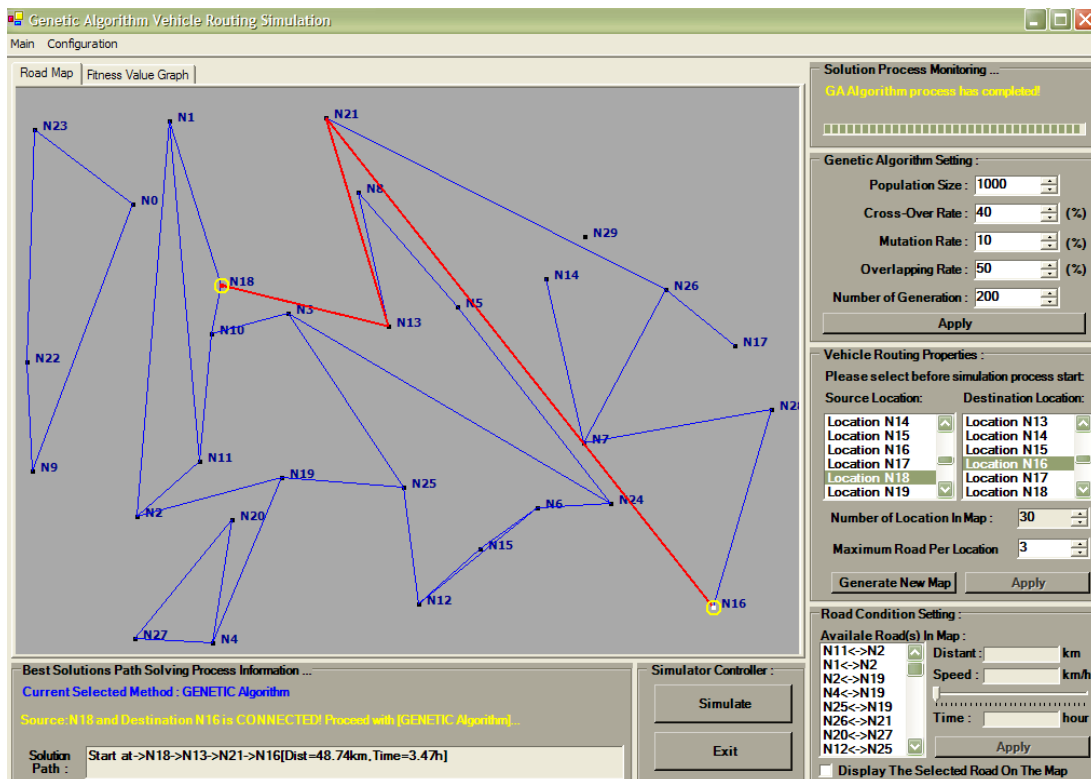 Genetic Algorithm Vehicle Routing Simulation
Main Configuration
Road Map Fitness Value Graph
N23
N1
N21
N0
N8
N29
N18
N14
N26
N3
N5
N10
N13
N17
N22
N28
N7
N11
N9
N19
N25
N2
N20
N6
N24
N15
N12
N16
N27
N4
Solution Process Monitoring ...
GA Algorithm process has completed!
Genetic Algorithm Setting :
Population Size : 1000
Cross-Over Rate : 40 (%)
Mutation Rate : 10 (%)
Overlapping Rate : 50 (%)
Number of Generation : 200
Apply
Vehicle Routing Properties :
Please select before simulation process start:
Source Location: Destination Location:
Location N14 Location N13
Location N15 Location N14
Location N16 Location N15
Location N17 Location N16
Location N18 Location N17
Location N19 Location N18
Number of Location In Map : 30
Maximum Road Per Location 3
Generate New Map Apply
Road Condition Setting :
Availale Road(s) In Map :
N11<->N2
N1<->N2
N2<->N19
N4<->N19
N25<->N19
N26<->N21
N20<->N27
N12<->N25
Distant : km
Speed : km/h
Time : hour
Apply
Display The Selected Road On The Map
Best Solutions Path Solving Process Information ...
Current Selected Method : GENETIC Algorithm
Source:N18 and Destination N16 is CONNECTED! Proceed with [GENETIC Algorithm]...
Solution Path : Start at->N18->N13->N21->N16[Dist=48.74km,Time=3.47h]
Simulator Controller :
Simulate
Exit